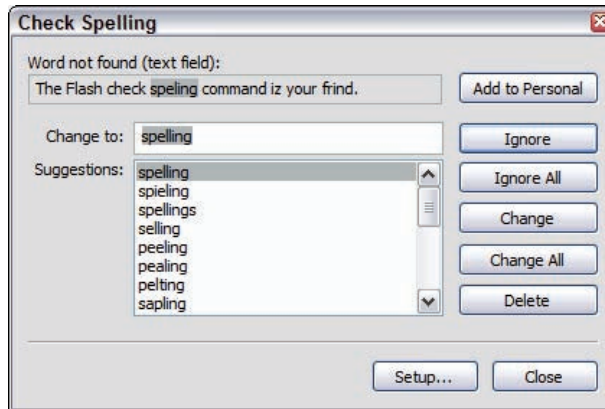 Check Spelling
Word not found (text field):
The Flash check speling command iz your frind.
Add to Personal
Change to: spelling
Ignore
Suggestions:
spelling
spieling
spellings
selling
peeling
pealing
pelting
sapling
Ignore All
Change
Change All
Delete
Setup...
Close